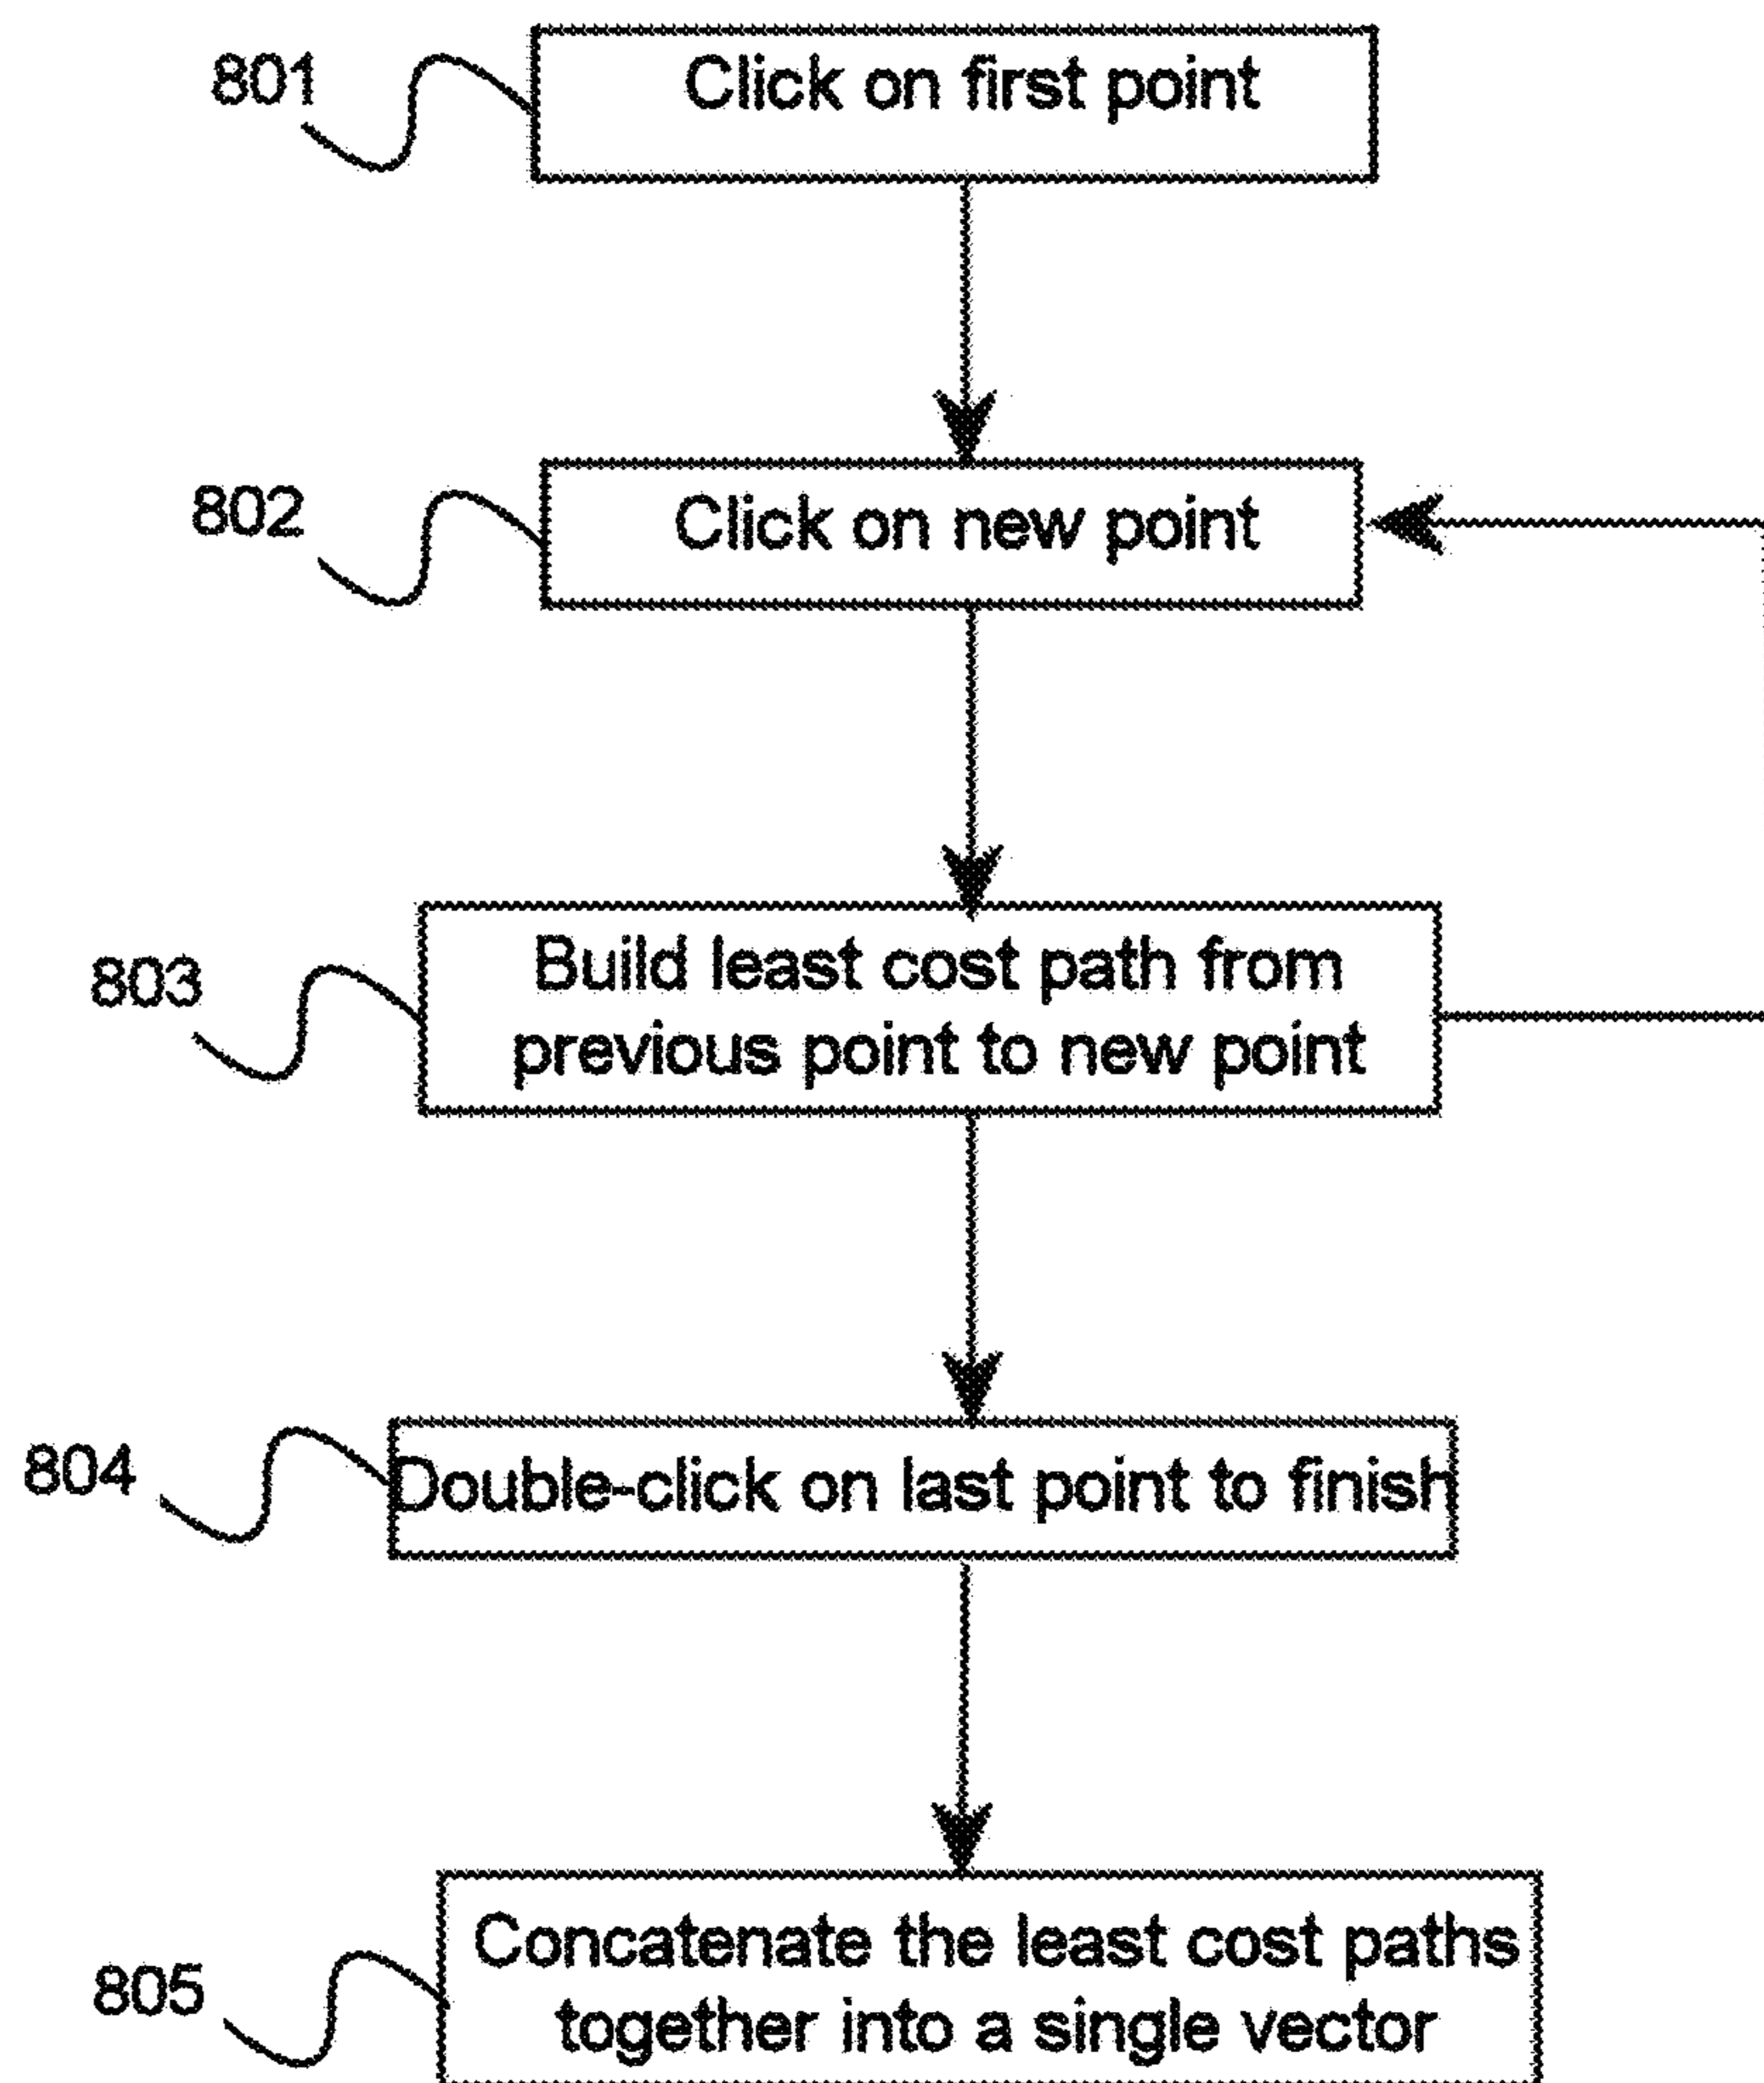 801
Click on first point
802
Click on new point
803
Build least cost path from
previous point to new point
804
Double-click on last point to finish
805
Concatenate the least cost paths
together into a single vector